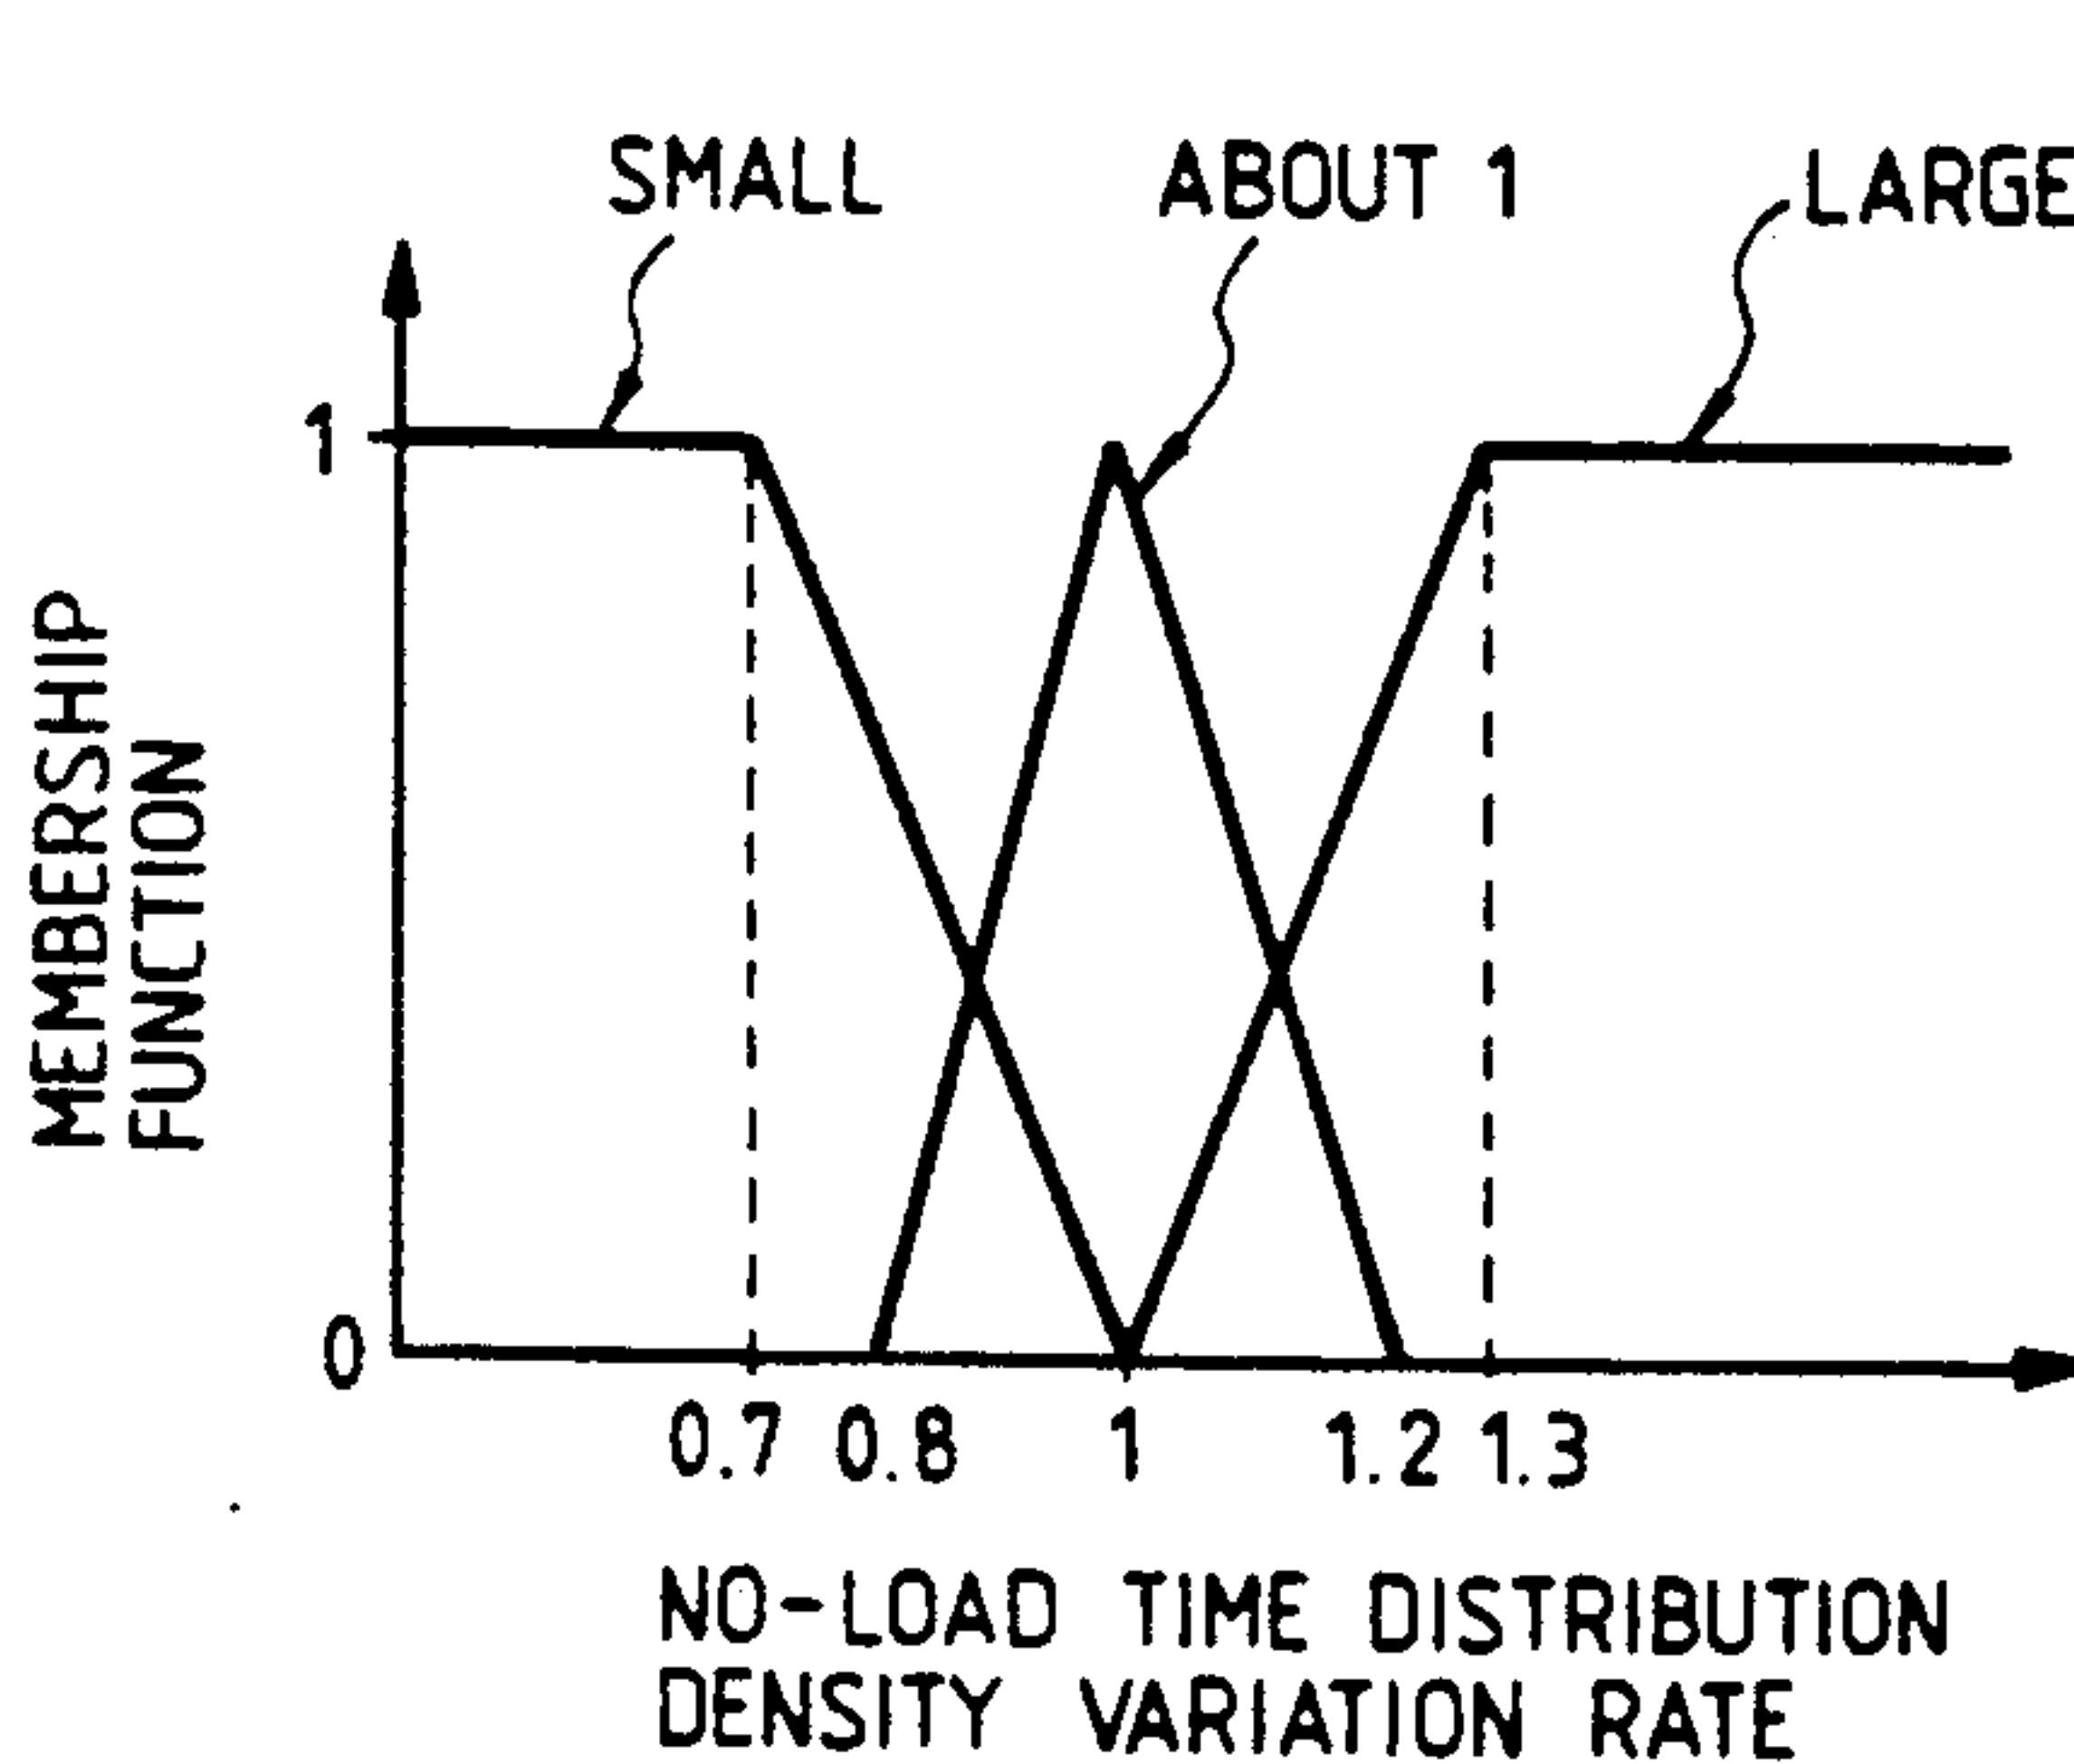 SMALL ABOUT 1 LARGE
1
MEMBERSHIP
FUNCTION
0
0.7 0.8 1 1.2 1.3
NO-LOAD TIME DISTRIBUTION
DENSITY VARIATION RATE